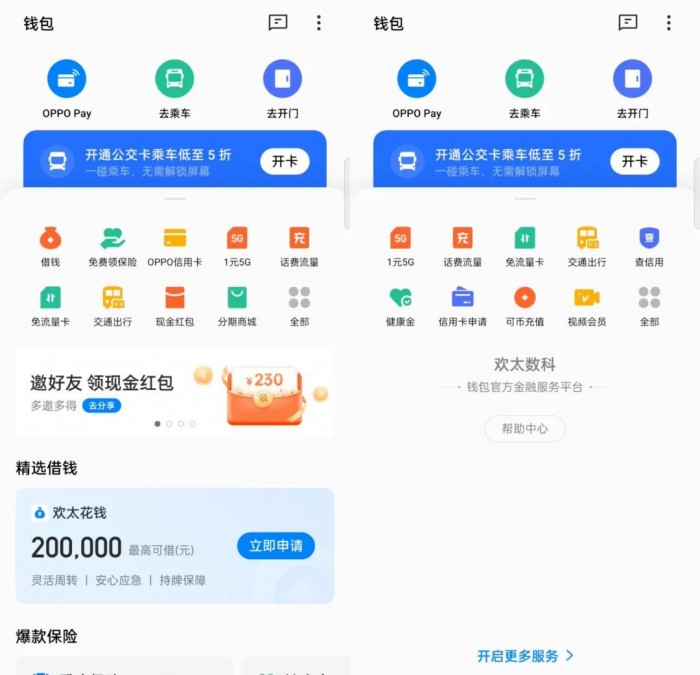 钱包
OPPO Pay
去乘车
去开门
开通公交卡乘车低至 5 折
一碰乘车，无需解锁屏幕
开卡
借钱
免费领保险
OPPO信用卡
5G
1元5G
充
话费流量
免流量卡
交通出行
现金红包
分期商城
全部
邀好友 领现金红包
多邀多得
去分享
¥230
精选借钱
欢太花钱
200,000 最高可借(元)
立即申请
灵活周转 | 安心应急 | 持牌保障
爆款保险
钱包
OPPO Pay
去乘车
去开门
开通公交卡乘车低至 5 折
一碰乘车，无需解锁屏幕
开卡
5G
1元5G
充
话费流量
免流量卡
交通出行
查
查信用
健康金
信用卡申请
可币充值
视频会员
全部
欢太数科
钱包官方金融服务平台
帮助中心
开启更多服务